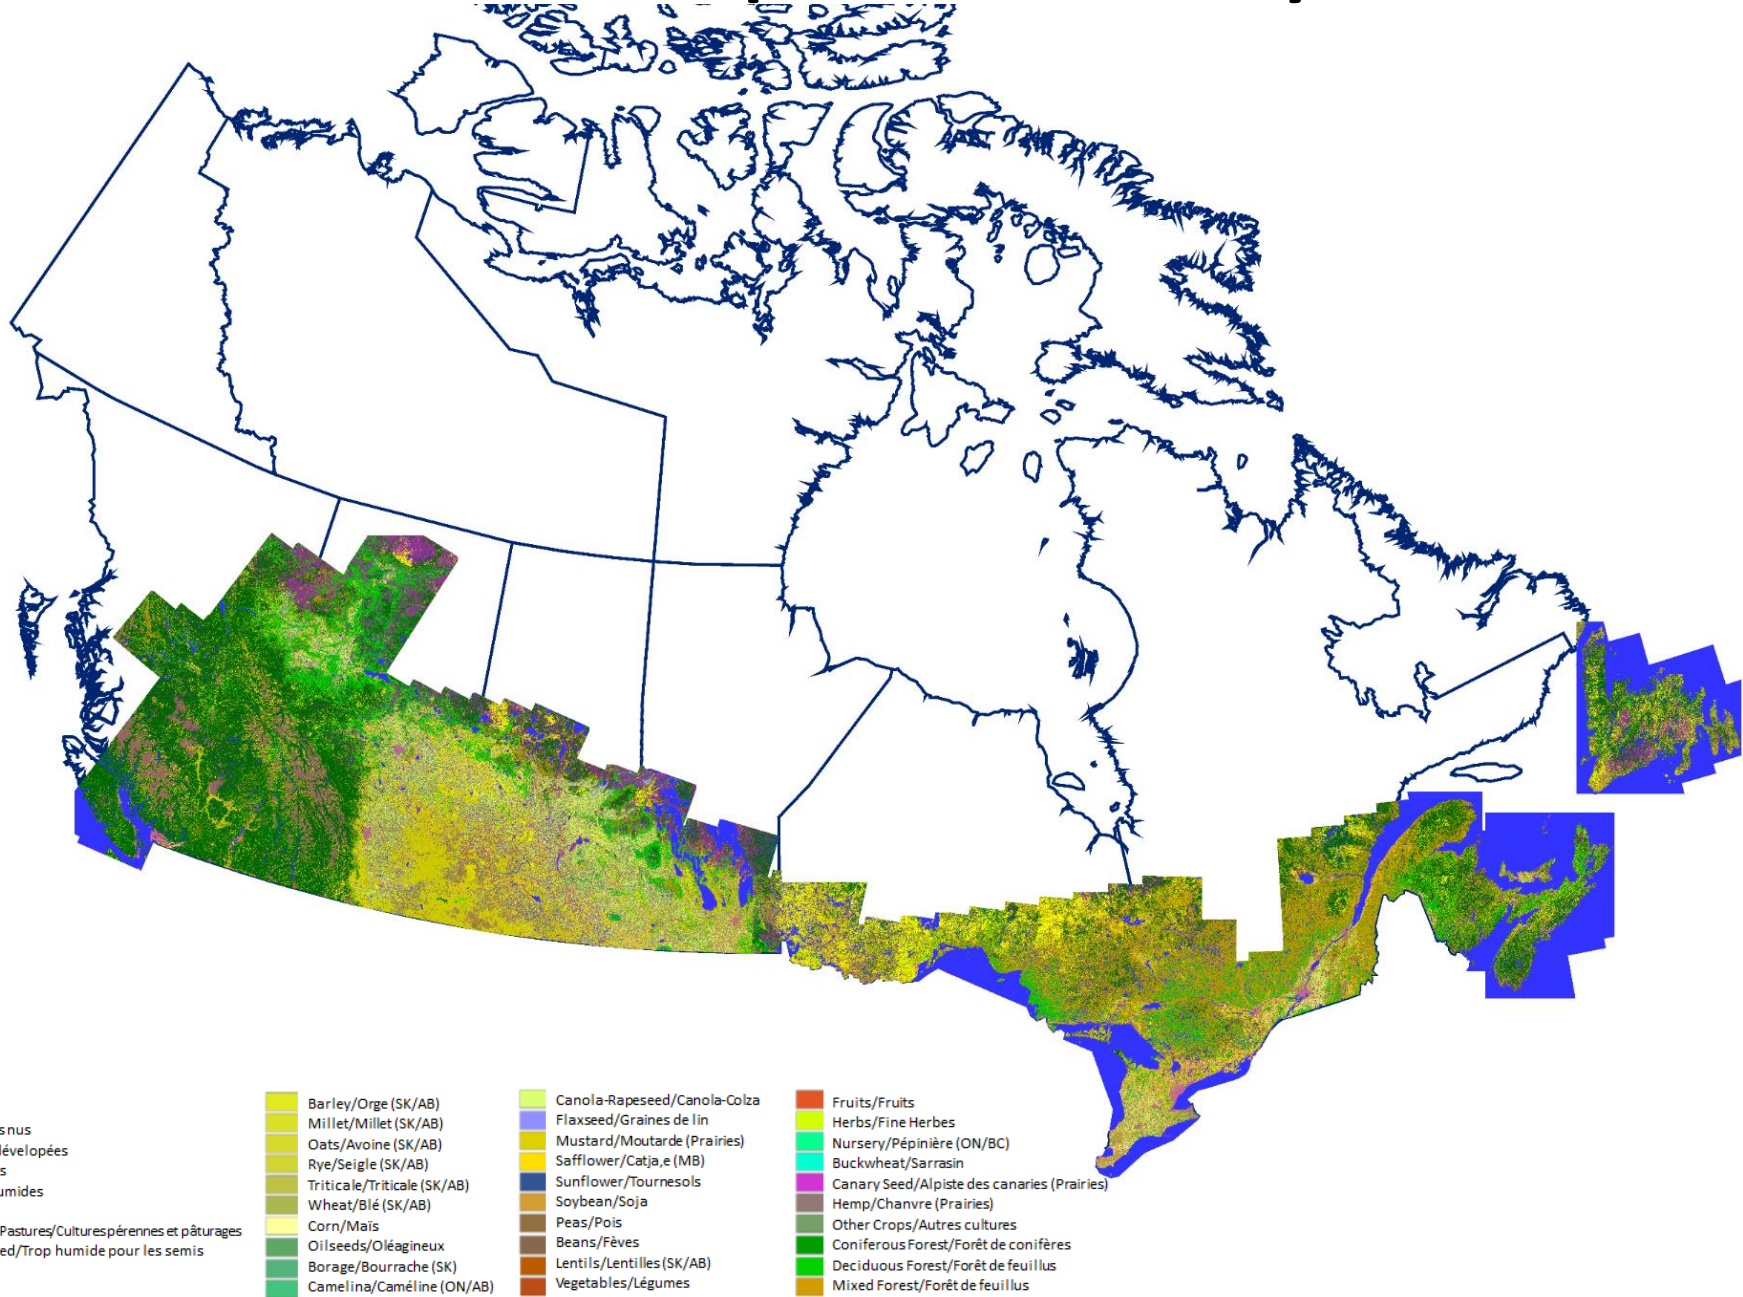 s nus
dévelopées
s
umides
Pastures/Cultures pérennes et pâturages
ed/Trop humide pour les semis
Barley/Orge (SK/AB)
Millet/Millet (SK/AB)
Oats/Avoine (SK/AB)
Rye/Seigle (SK/AB)
Triticale/Triticale (SK/AB)
Wheat/Blé (SK/AB)
Corn/Maïs
Oilseeds/Oléagineux
Borage/Bourrache (SK)
Camelina/Caméline (ON/AB)
Canola-Rapeseed/Canola-Colza
Flaxseed/Graines de lin
Mustard/Moutarde (Prairies)
Safflower/Catja,e (MB)
Sunflower/Tournesols
Soybean/Soja
Peas/Pois
Beans/Fèves
Lentils/Lentilles (SK/AB)
Vegetables/Légumes
Fruits/Fruits
Herbs/Fine Herbes
Nursery/Pépinière (ON/BC)
Buckwheat/Sarrasin
Canary Seed/Alpiste des canaries (Prairies)
Hemp/Chanvre (Prairies)
Other Crops/Autres cultures
Coniferous Forest/Forêt de conifères
Deciduous Forest/Forêt de feuillus
Mixed Forest/Forêt de feuillus